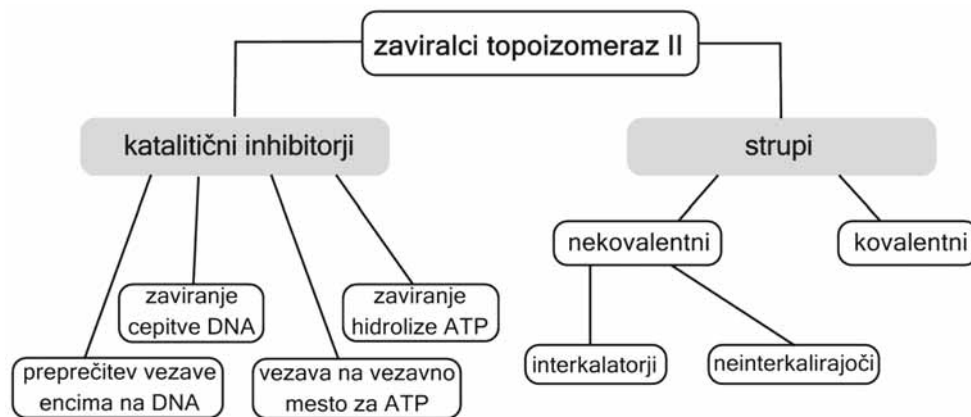 zaviralci topoizomeraz II
katalitični inhibitorji
strupi
nekovalentni
kovalentni
zaviranje
cepitve DNA
zaviranje
hidrolize ATP
preprečitev vezave
encima na DNA
vezava na vezavno
mesto za ATP
interkalatorji
neinterkalirajoči